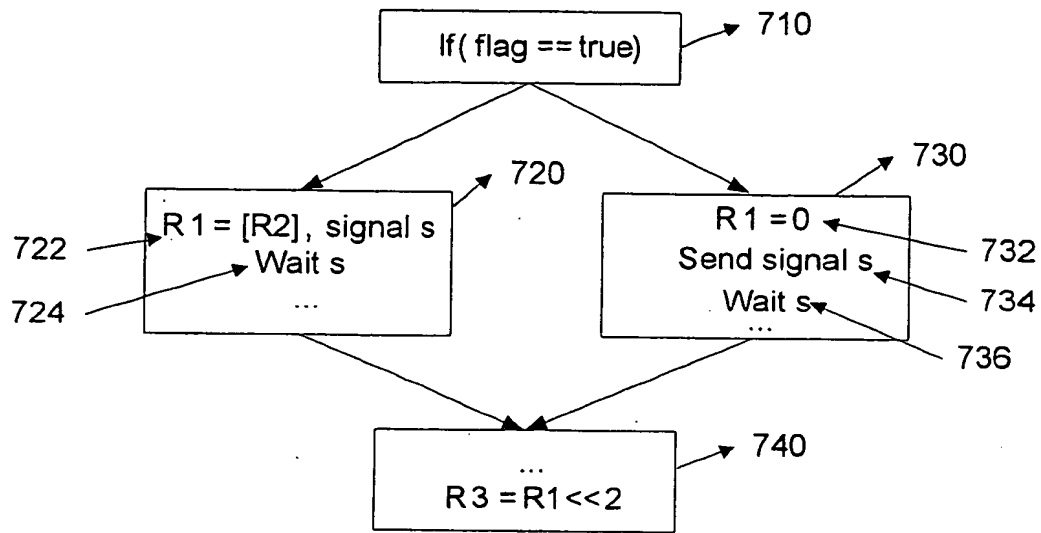 If( flag == true)
710
720
R1 = [R2], signal s
722
Wait s
724
...
730
R1 = 0
732
Send signal s
734
Wait s
...
736
740
...
R3 = R1<<2